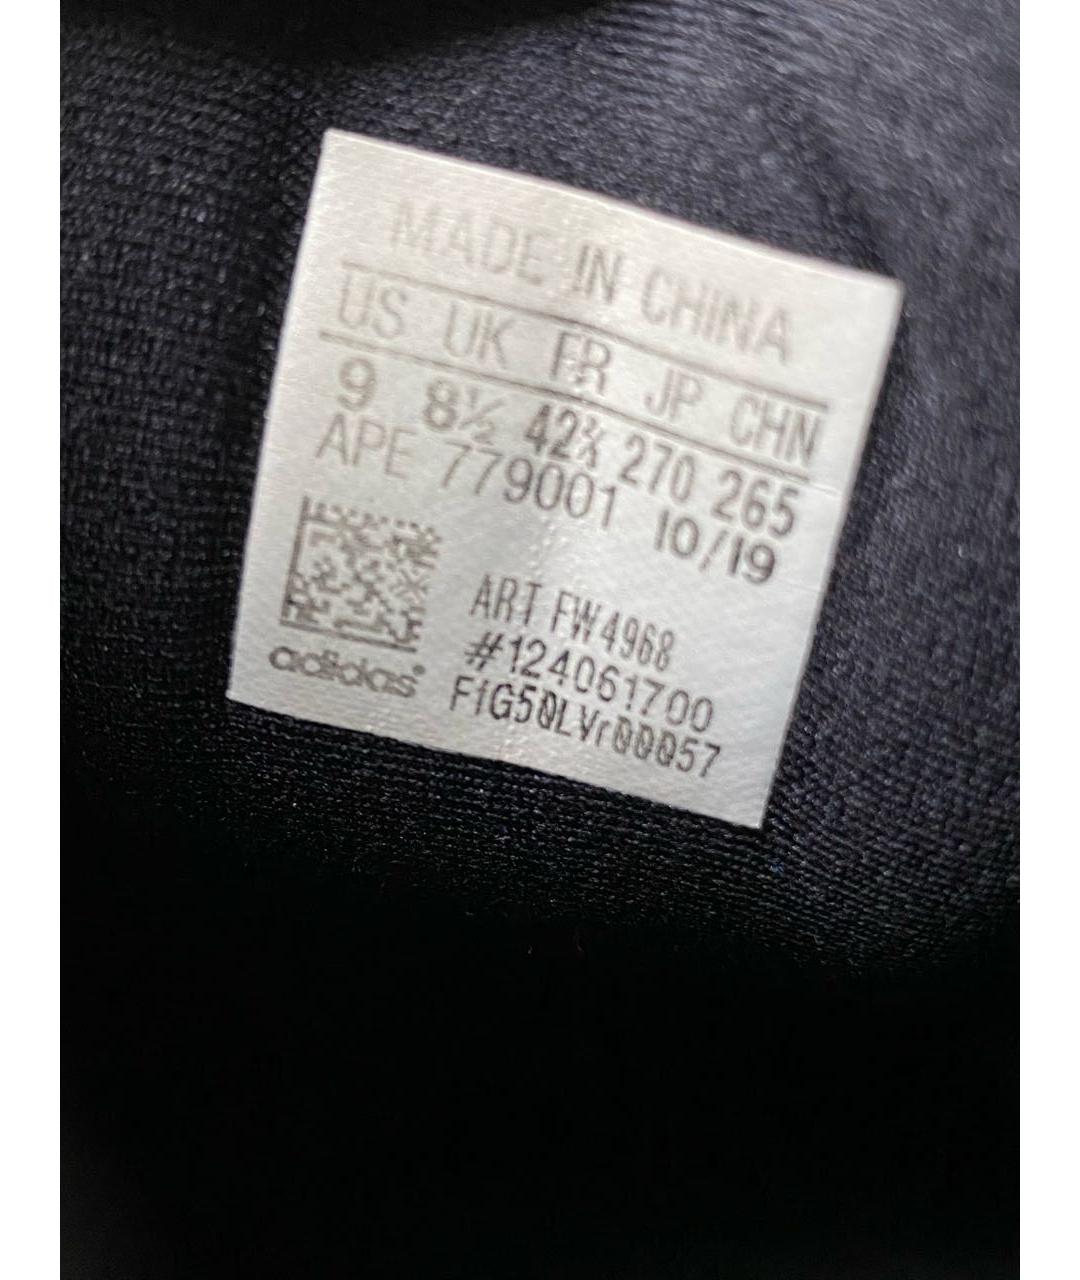 MADE IN CHINA
US UK FR JP CHN
9 8½ 42⅔ 270 265
APE 779001 10/19
ART FW4968
#124061700
F1G50LVr00057
adidas